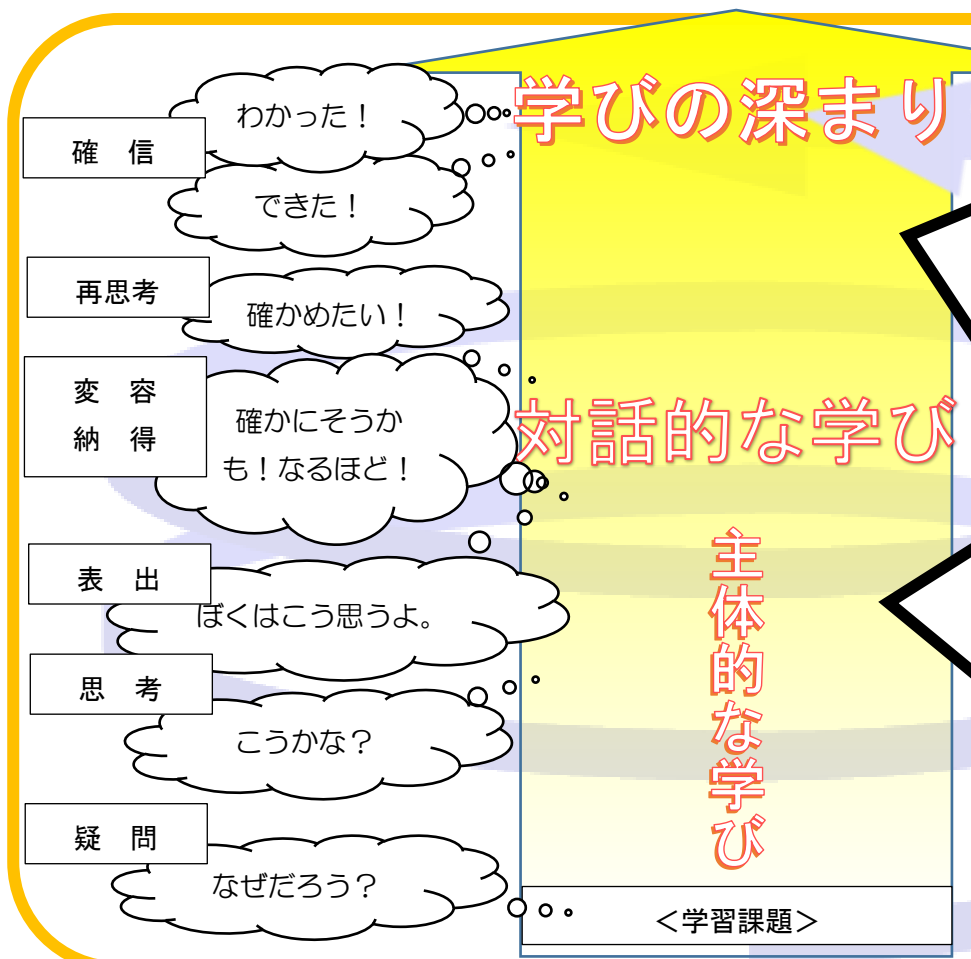 学びの深まり
わかった！
確　信
できた！
再思考
確かめたい！
変　容
納　得
確かにそうか
も！なるほど！
対話的な学び
表　出
ぼくはこう思うよ。
主体的な学び
思　考
こうかな？
疑　問
なぜだろう？
＜学習課題＞